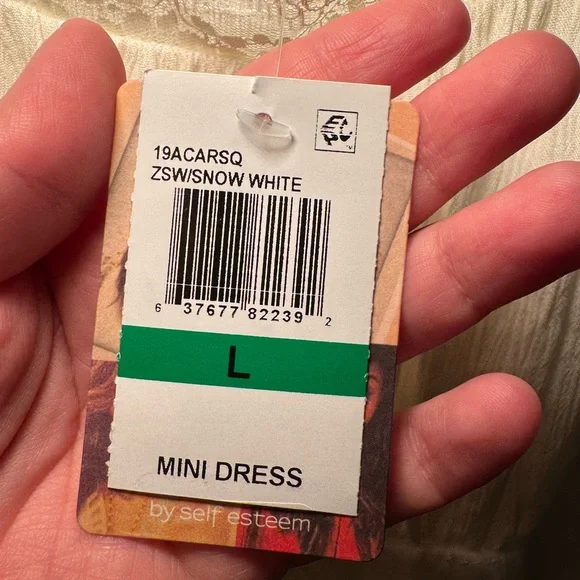 19ACARSQ
ZSW/SNOW WHITE
6 37677 82239 2
L
MINI DRESS
by self esteem